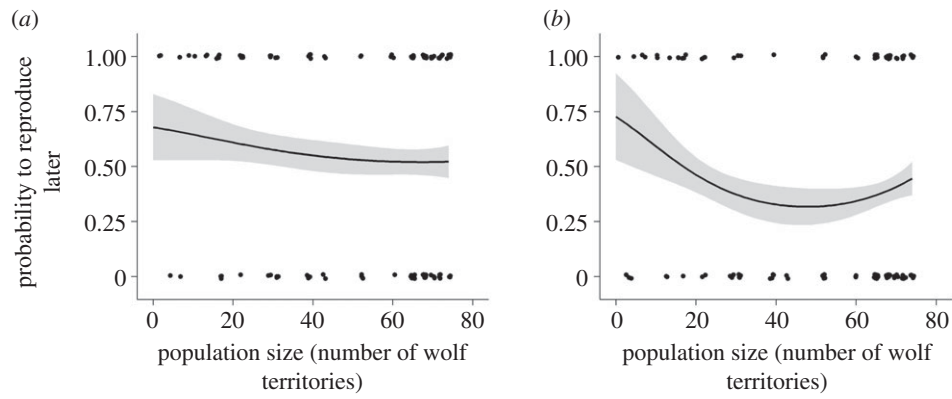 (a)
(b)
probability to reproduce
later
1.00
0.75
0.50
0.25
0
0 20 40 60 80
population size (number of wolf
territories)
1.00
0.75
0.50
0.25
0
0 20 40 60 80
population size (number of wolf
territories)